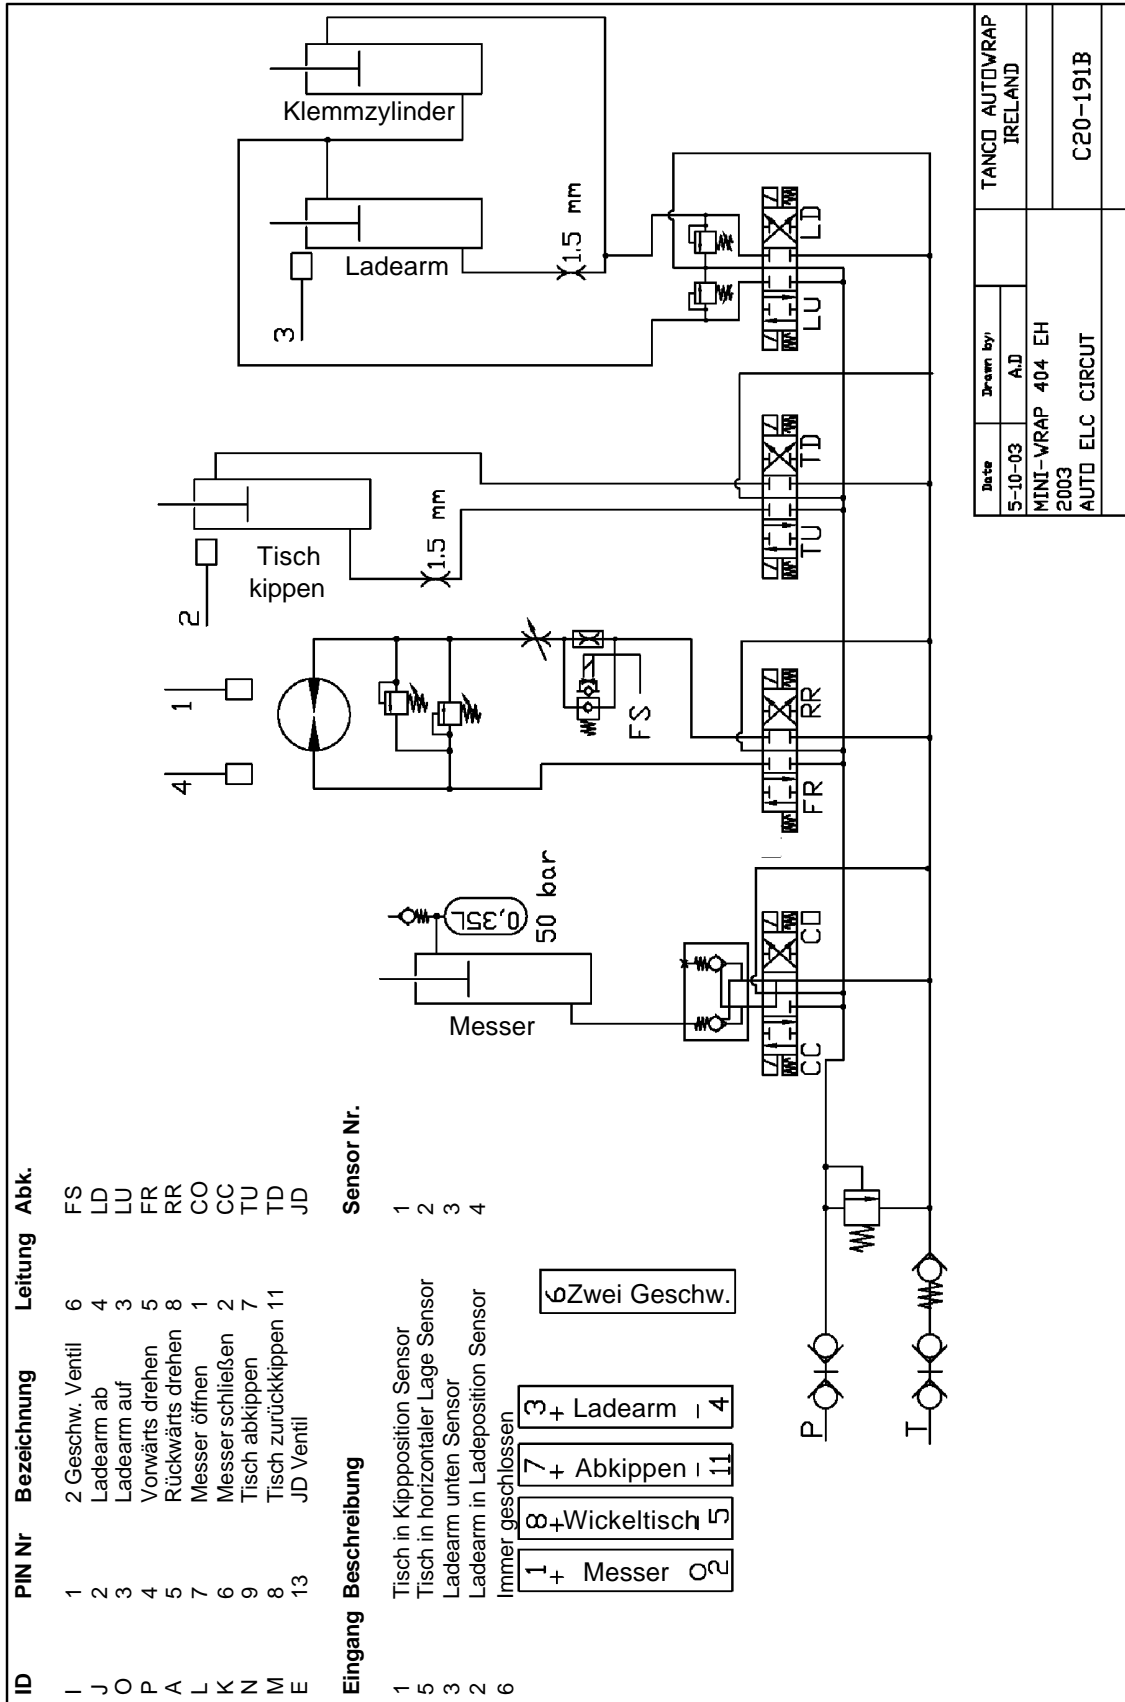 ID PIN Nr Bezeichnung Leitung Abk.
I 1 2 Geschw. Ventil 6 FS
J 2 Ladearm ab 4 LD
O 3 Ladearm auf 3 LU
P 4 Vorwärts drehen 5 FR
A 5 Rückwärts drehen 8 RR
L 7 Messer öffnen 1 CO
K 6 Messer schließen 2 CC
N 9 Tisch abkippen 7 TU
M 8 Tisch zurückkippen 11 TD
E 13 JD Ventil JD
Eingang Beschreibung Sensor Nr.
1 Tisch in Kippposition Sensor 1
5 Tisch in horizontaler Lage Sensor 2
3 Ladearm unten Sensor 3
2 Ladearm in Ladeposition Sensor 4
6 Immer geschlossen
1 + Messer O 2
8 + Wickeltisch 5
7 + Abkippen - 11
3 + Ladearm - 4
6 Zwei Geschw.
P
T
Messer
0,35L
50 bar
CC CO
4
1
FS
FR RR
2
Tisch
kippen
1.5 mm
TU TD
3
Klemmzylinder
Ladearm
1.5 mm
LU LD
Date Drawn by: TANCO AUTOWRAP
5-10-03 A.D IRELAND
MINI-WRAP 404 EH
2003
AUTO ELC CIRCUT
C20-191B